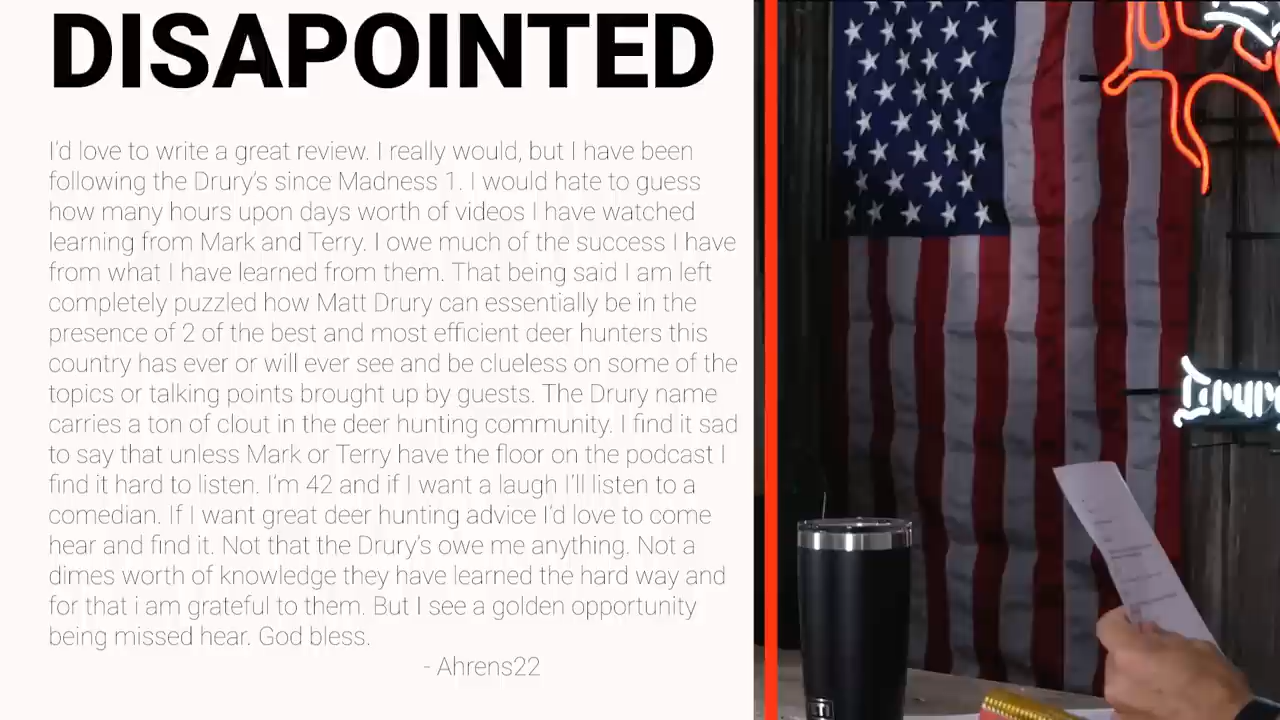 DISAPOINTED
I'd love to write a great review. I really would, but I have been
following the Drury's since Madness 1. I would hate to guess
how many hours upon days worth of videos I have watched
learning from Mark and Terry. I owe much of the success I have
from what I have learned from them. That being said I am left
completely puzzled how Matt Drury can essentially be in the
presence of 2 of the best and most efficient deer hunters this
country has ever or will ever see and be clueless on some of the
topics or talking points brought up by guests. The Drury name
carries a ton of clout in the deer hunting community. I find it sad
to say that unless Mark or Terry have the floor on the podcast I
find it hard to listen. I'm 42 and if I want a laugh I'll listen to a
comedian. If I want great deer hunting advice I'd love to come
hear and find it. Not that the Drury's owe me anything. Not a
dimes worth of knowledge they have learned the hard way and
for that i am grateful to them. But I see a golden opportunity
being missed hear. God bless.
- Ahrens22
Drury